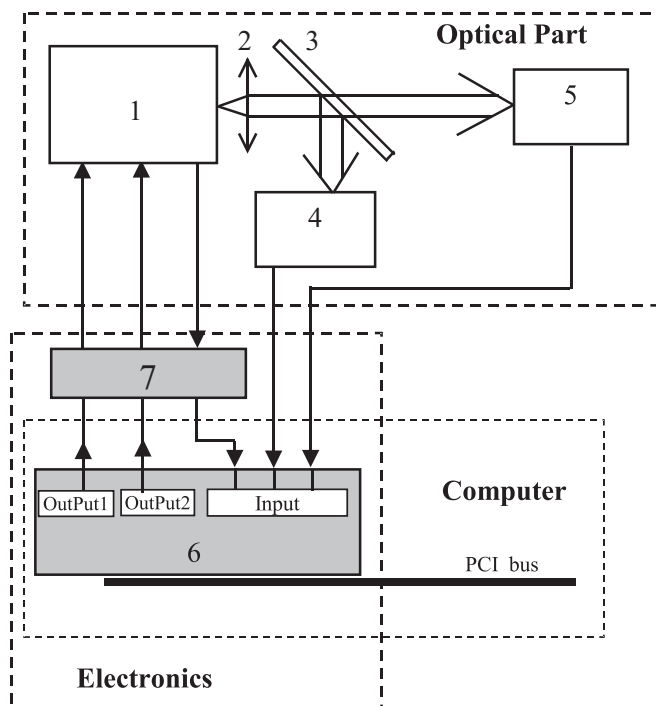 2 3 Optical Part
1
5
4
7
OutPut1 OutPut2 Input
Computer
6
PCI bus
Electronics